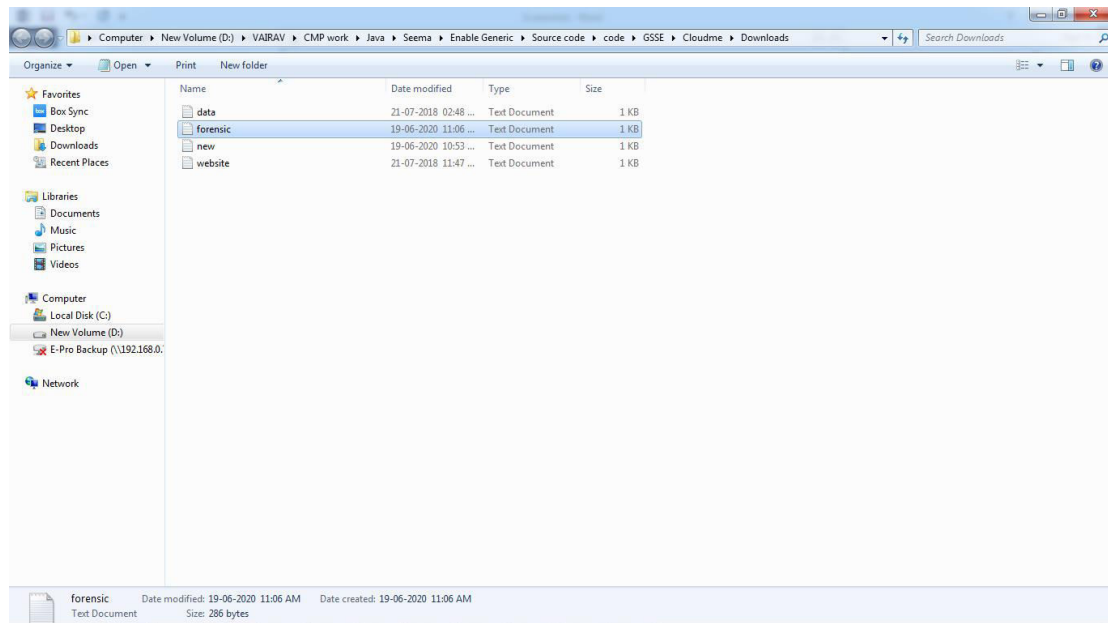 Computer ▸ New Volume (D:) ▸ VAIRAV ▸ CMP work ▸ Java ▸ Seema ▸ Enable Generic ▸ Source code ▸ code ▸ GSSE ▸ Cloudme ▸ Downloads
Search Downloads
Organize Open Print New folder
Name Date modified Type Size
data 21-07-2018 02:48 ... Text Document 1 KB
forensic 19-06-2020 11:06 ... Text Document 1 KB
new 19-06-2020 10:53 ... Text Document 1 KB
website 21-07-2018 11:47 ... Text Document 1 KB
Favorites
Box Sync
Desktop
Downloads
Recent Places
Libraries
Documents
Music
Pictures
Videos
Computer
Local Disk (C:)
New Volume (D:)
E-Pro Backup (\\192.168.0.
Network
forensic Date modified: 19-06-2020 11:06 AM Date created: 19-06-2020 11:06 AM
Text Document Size: 286 bytes